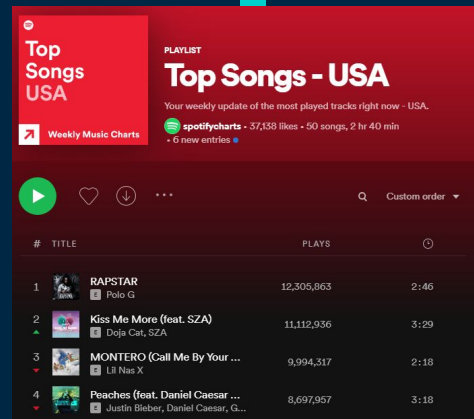 Top
Songs
USA
Weekly Music Charts
PLAYLIST
Top Songs - USA
Your weekly update of the most played tracks right now - USA.
spotifycharts • 37,138 likes • 50 songs, 2 hr 40 min
• 6 new entries
Custom order
# TITLE PLAYS
1 RAPSTAR 12,305,863 2:46
E Polo G
2 Kiss Me More (feat. SZA) 11,112,936 3:29
E Doja Cat, SZA
3 MONTERO (Call Me By Your ... 9,994,317 2:18
E Lil Nas X
4 Peaches (feat. Daniel Caesar ... 8,697,957 3:18
E Justin Bieber, Daniel Caesar, G...